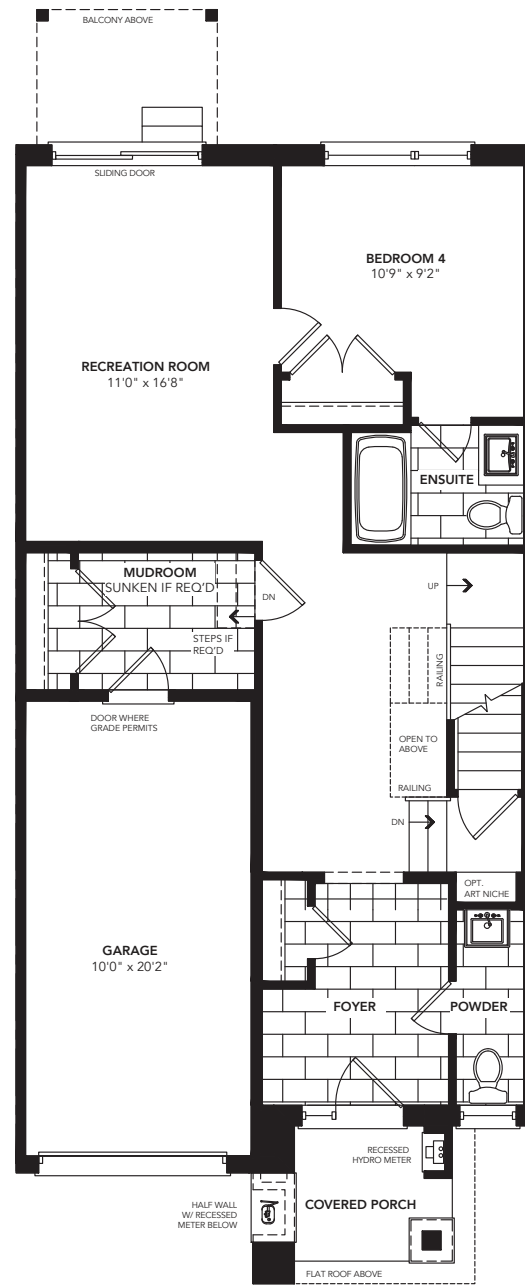 BALCONY ABOVE
SLIDING DOOR
BEDROOM 4
10'9" x 9'2"
RECREATION ROOM
11'0" x 16'8"
ENSUITE
MUDROOM
SUNKEN IF REQ'D
DN
UP
STEPS IF
REQ'D
RAILING
DOOR WHERE
GRADE PERMITS
OPEN TO
ABOVE
RAILING
DN
OPT.
ART NICHE
GARAGE
10'0" x 20'2"
FOYER
POWDER
RECESSED
HYDRO METER
HALF WALL
W/ RECESSED
METER BELOW
COVERED PORCH
FLAT ROOF ABOVE